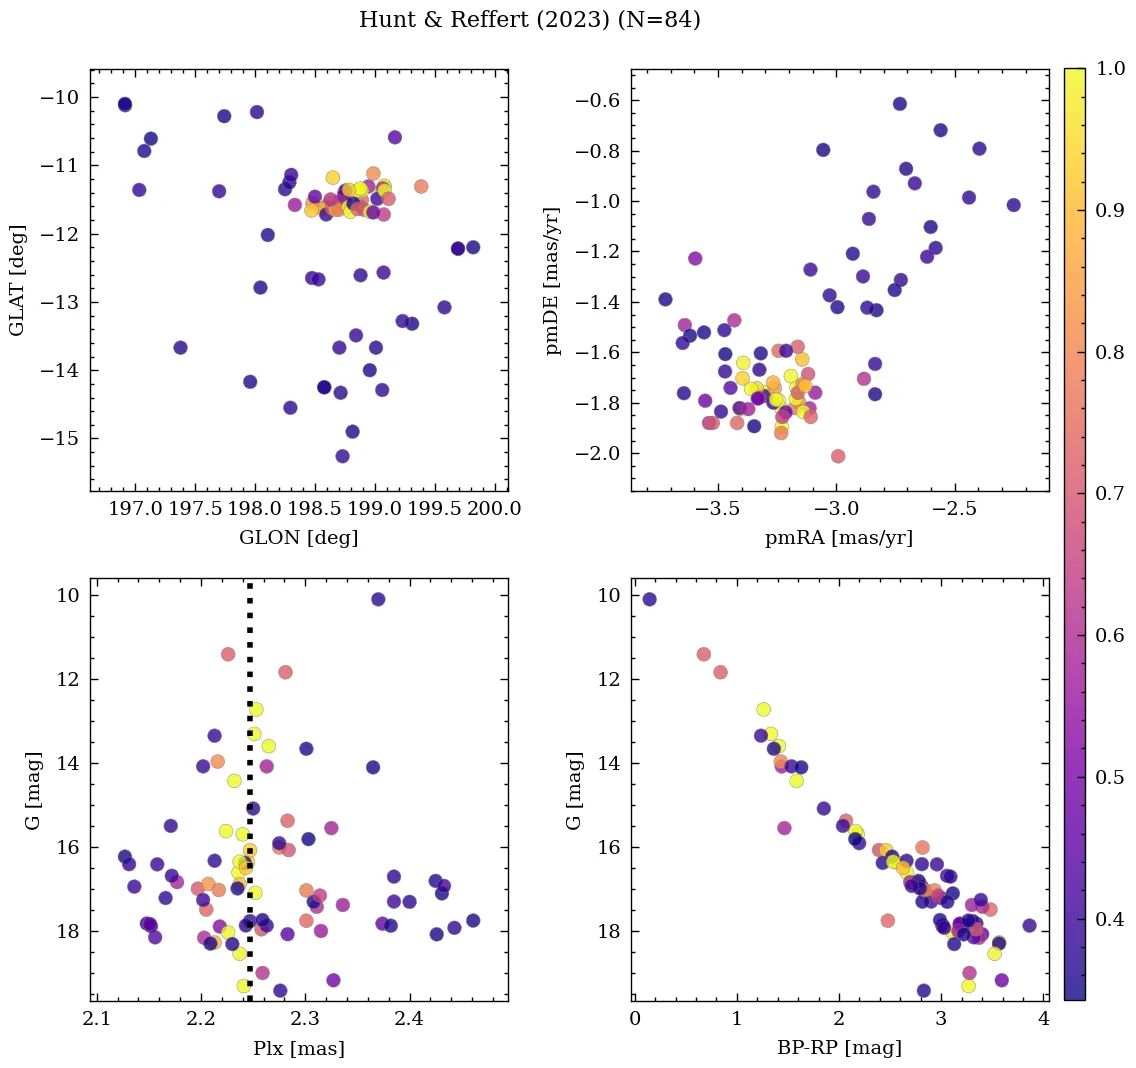 Hunt & Reffert (2023) (N=84)
−10
−11
−12
−13
−14
−15
GLAT [deg]
197.0 197.5 198.0 198.5 199.0 199.5 200.0
GLON [deg]
−0.6
−0.8
−1.0
−1.2
−1.4
−1.6
−1.8
−2.0
pmDE [mas/yr]
−3.5 −3.0 −2.5
pmRA [mas/yr]
1.0
0.9
0.8
0.7
0.6
0.5
0.4
10
12
14
16
18
G [mag]
2.1 2.2 2.3 2.4
Plx [mas]
10
12
14
16
18
G [mag]
0 1 2 3 4
BP-RP [mag]